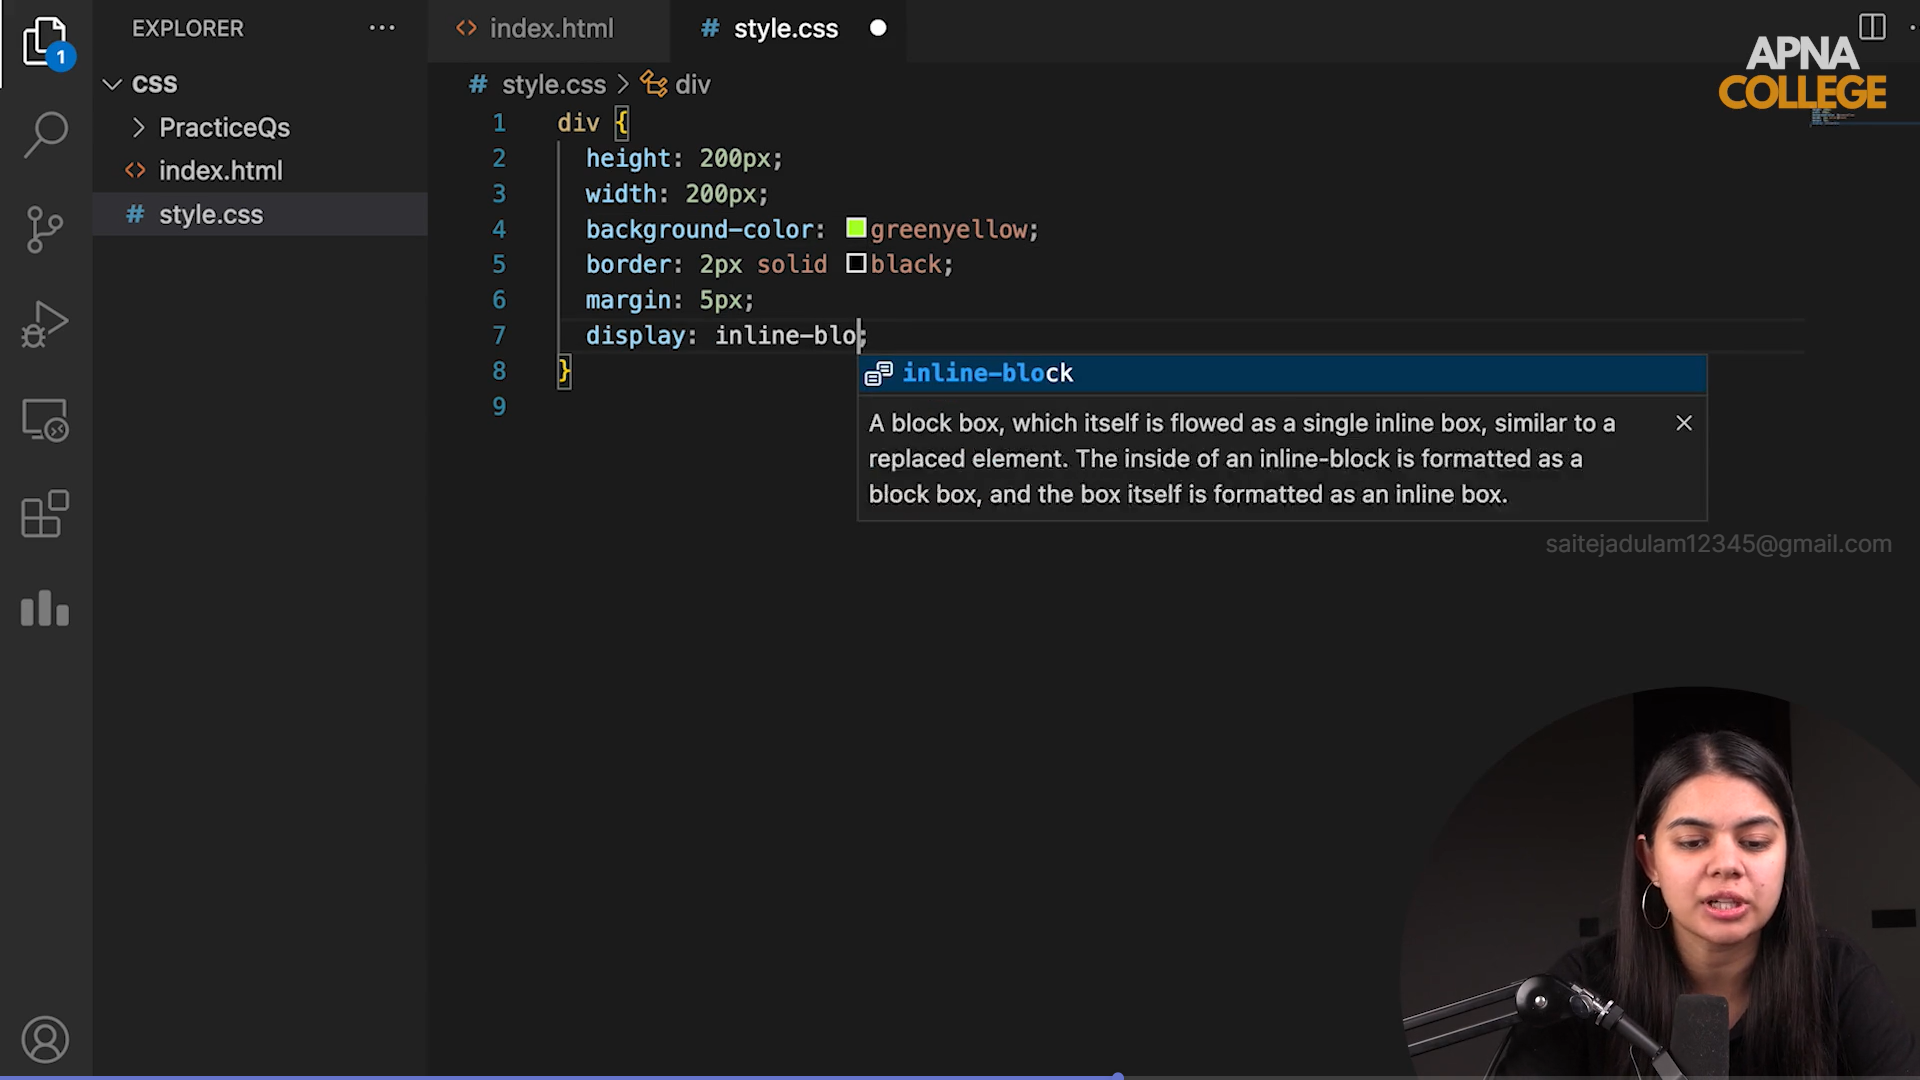 EXPLORER
index.html
style.css
APNA
COLLEGE
1
CSS
PracticeQs
index.html
style.css
style.css > div
1 div {
2 height: 200px;
3 width: 200px;
4 background-color: greenyellow;
5 border: 2px solid black;
6 margin: 5px;
7 display: inline-blo;
8 }
9
inline-block
A block box, which itself is flowed as a single inline box, similar to a
replaced element. The inside of an inline-block is formatted as a
block box, and the box itself is formatted as an inline box.
saitejadulam12345@gmail.com